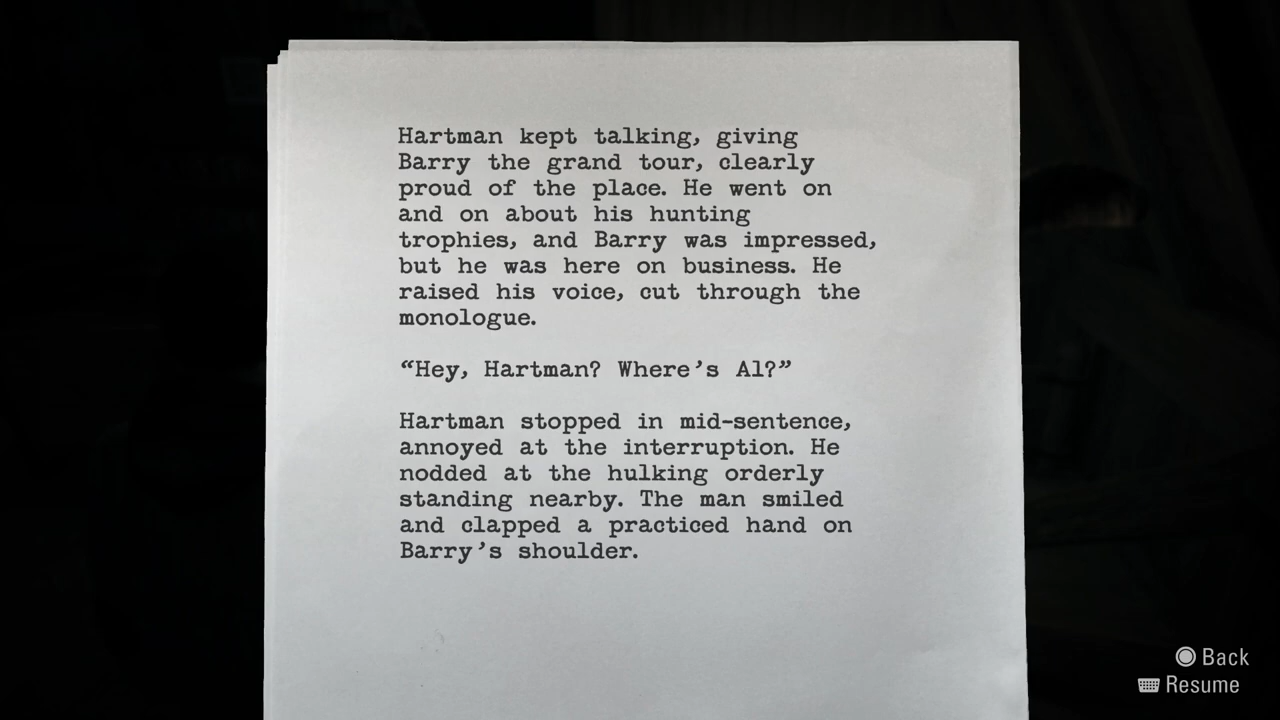 Hartman kept talking, giving
Barry the grand tour, clearly
proud of the place. He went on
and on about his hunting
trophies, and Barry was impressed,
but he was here on business. He
raised his voice, cut through the
monologue.
“Hey, Hartman? Where’s Al?”
Hartman stopped in mid-sentence,
annoyed at the interruption. He
nodded at the hulking orderly
standing nearby. The man smiled
and clapped a practiced hand on
Barry’s shoulder.
Back
Resume